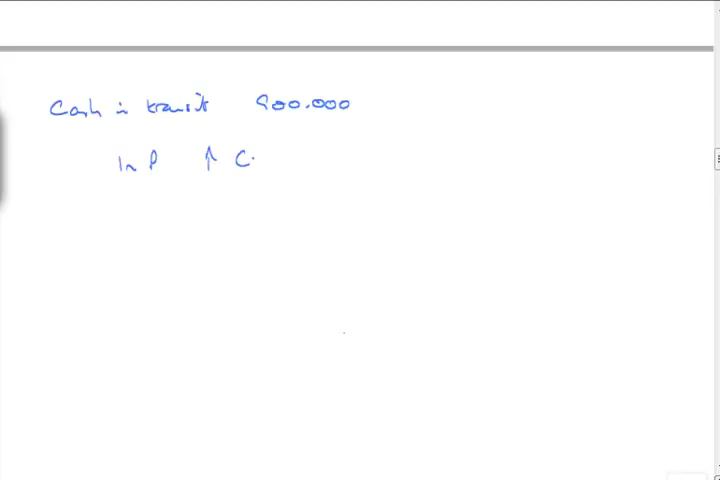 Cash in transit 900.000
In P ↑ C.